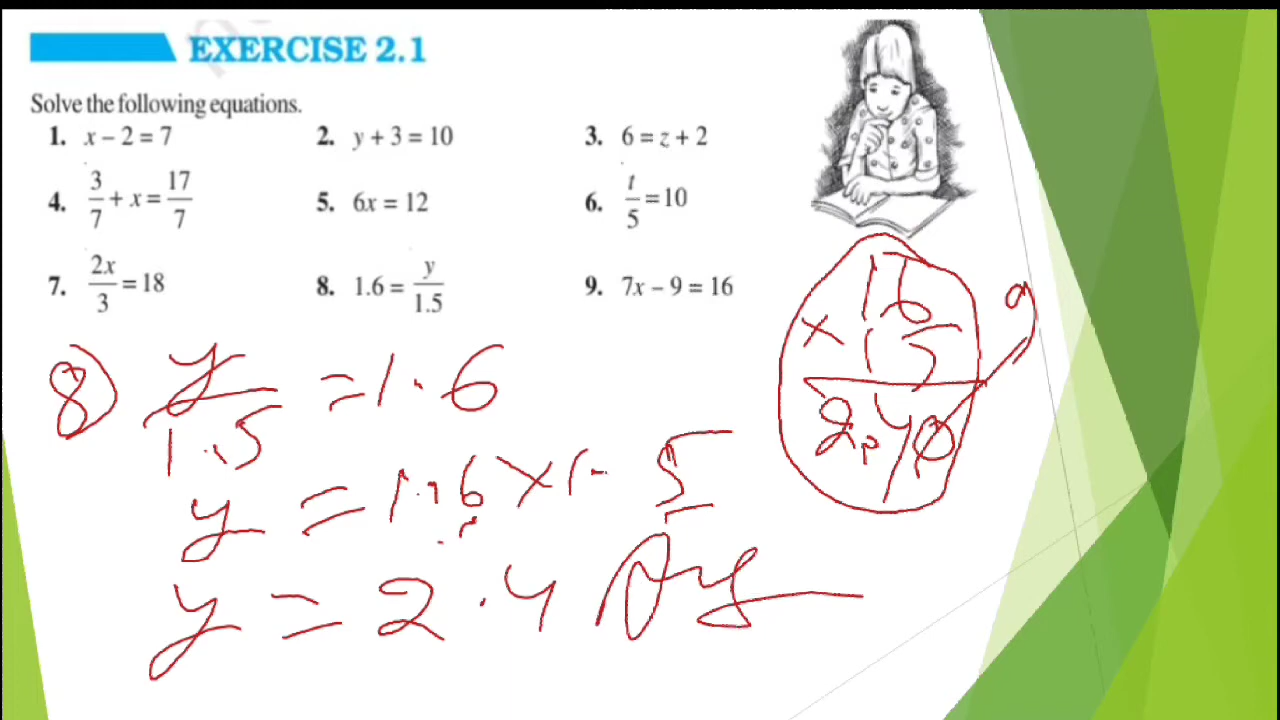 EXERCISE 2.1
Solve the following equations.
1. x – 2 = 7 2. y + 3 = 10 3. 6 = z + 2
4. 3/7 + x = 17/7 5. 6x = 12 6. t/5 = 10
7. 2x/3 = 18 8. 1.6 = y/1.5 9. 7x – 9 = 16
8) y/1.5 = 1.6
y = 1.6 × 1.5
y = 2.4 Ans
16
× 15
2.40